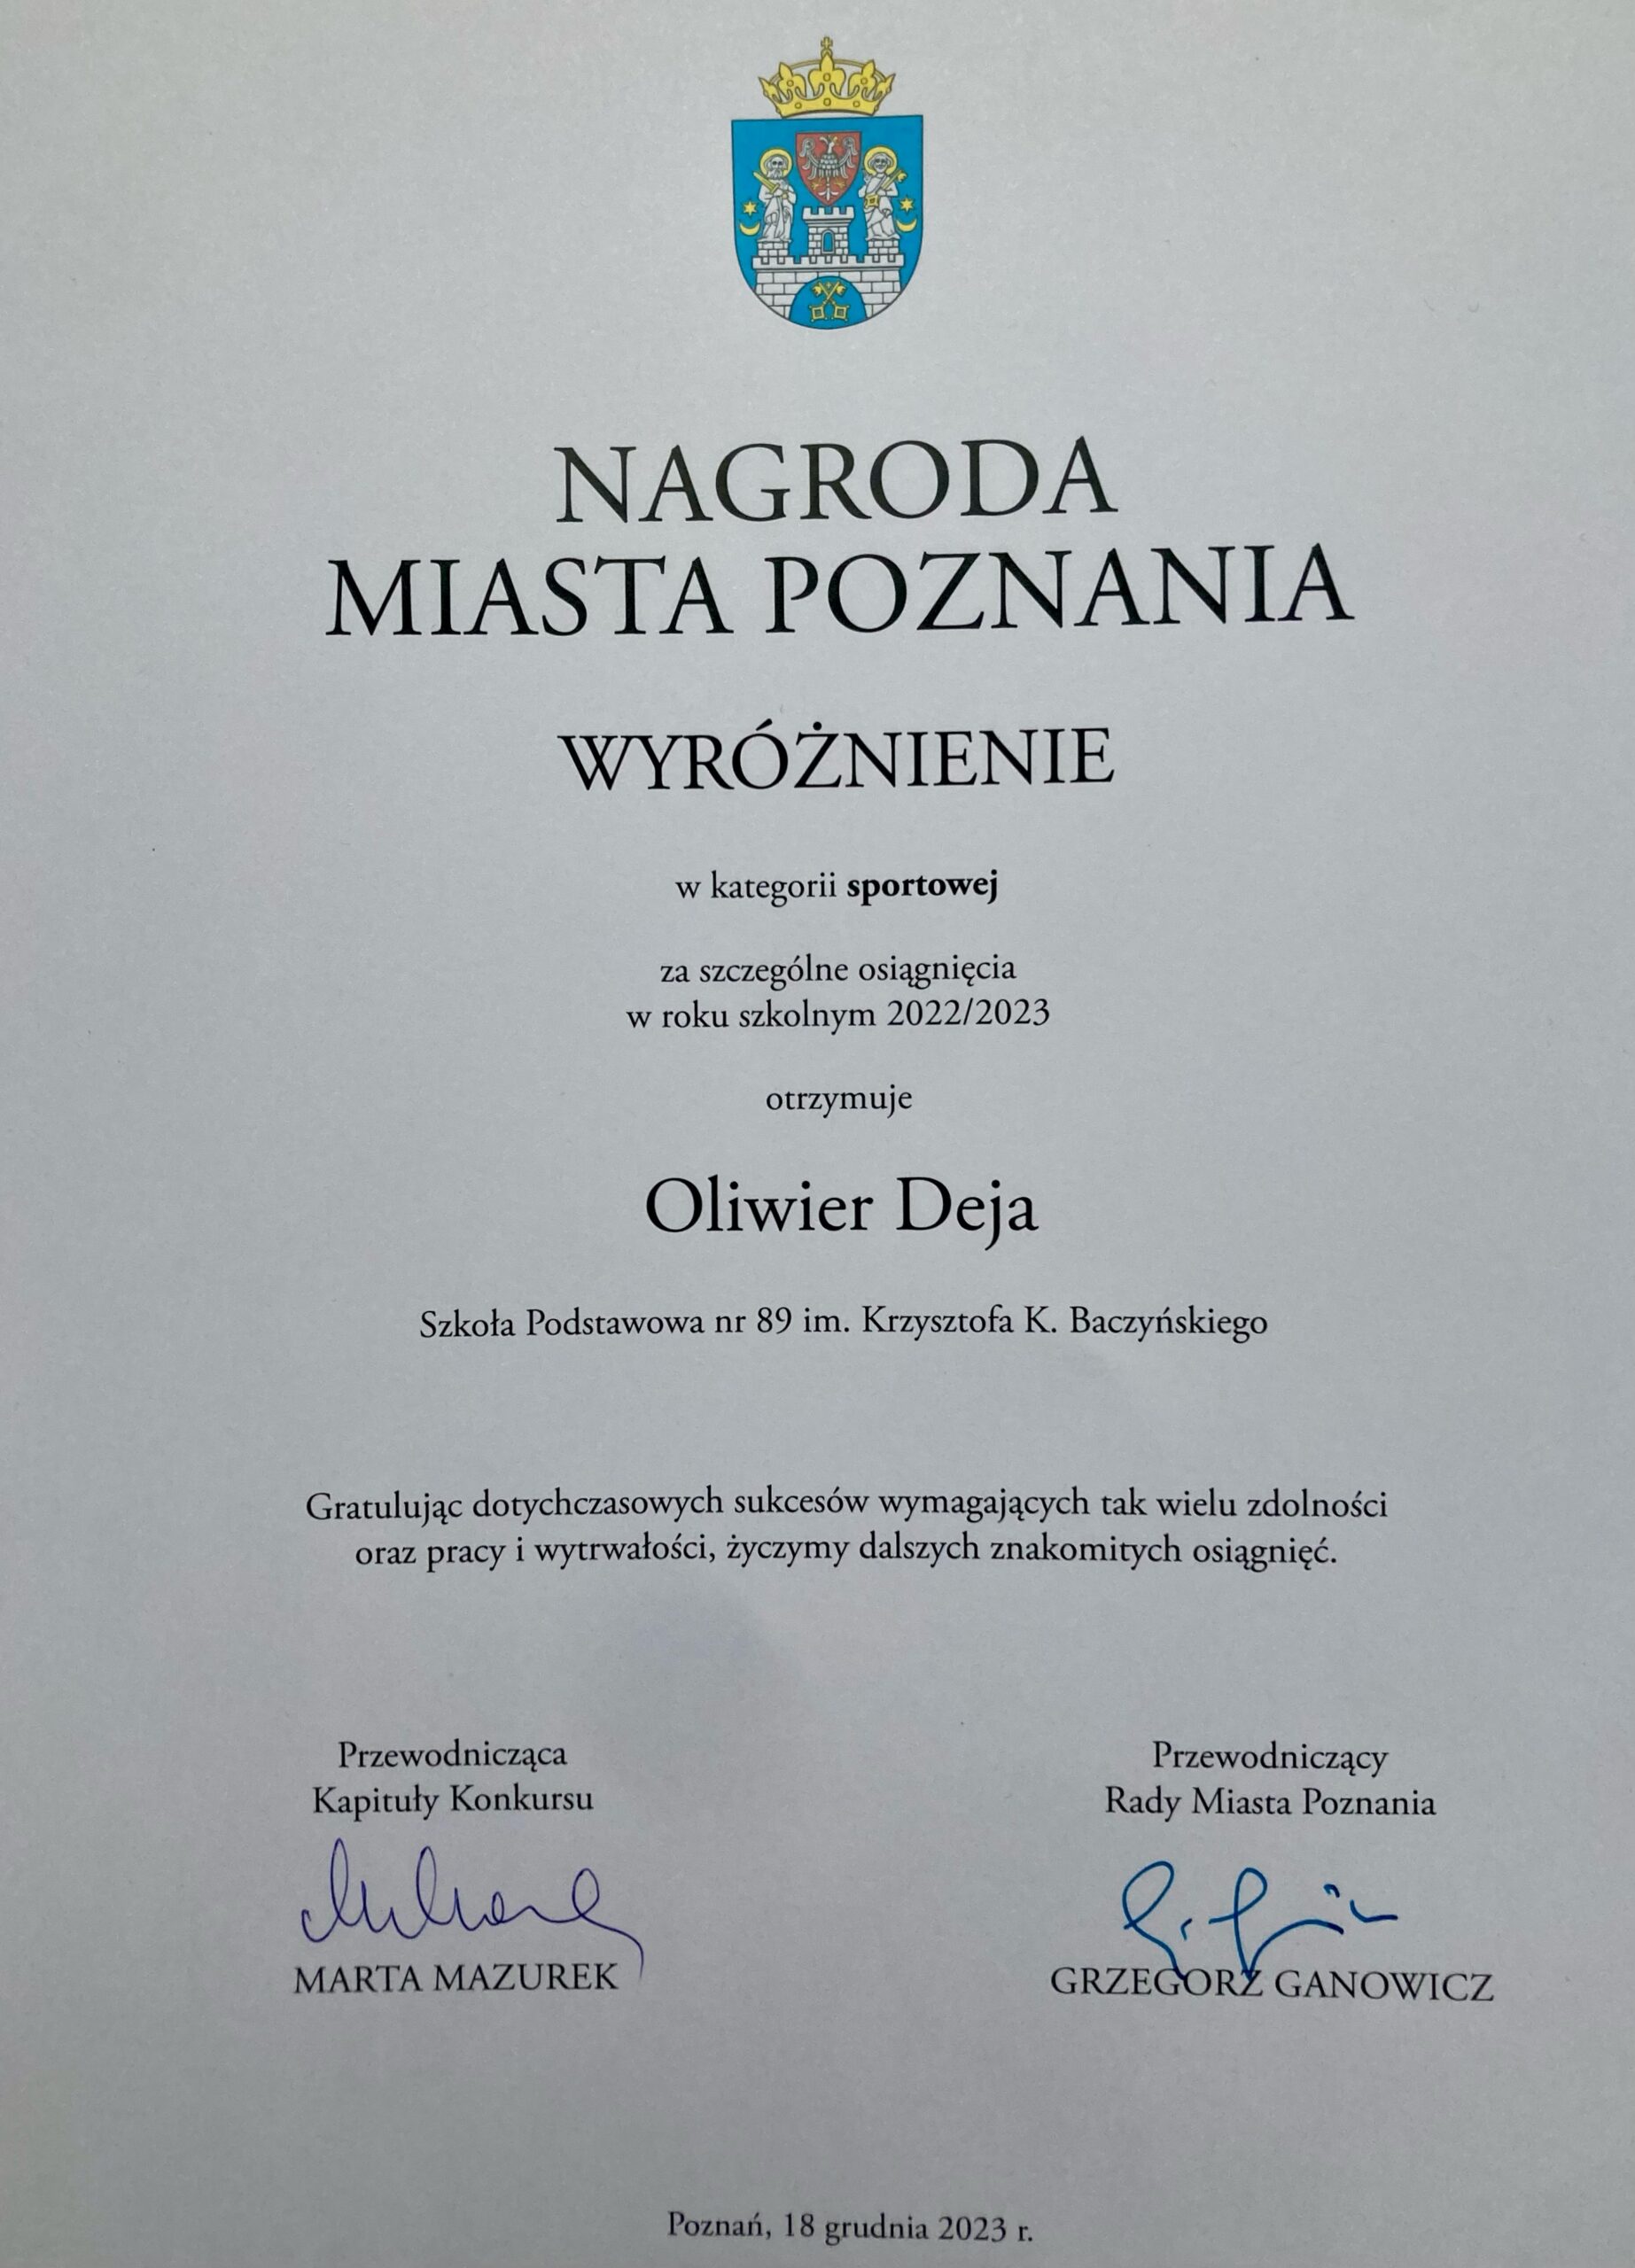 NAGRODA
MIASTA POZNANIA
WYRÓŻNIENIE
w kategorii sportowej
za szczególne osiągnięcia
w roku szkolnym 2022/2023
otrzymuje
Oliwier Deja
Szkoła Podstawowa nr 89 im. Krzysztofa K. Baczyńskiego
Gratulując dotychczasowych sukcesów wymagających tak wielu zdolności
oraz pracy i wytrwałości, życzymy dalszych znakomitych osiągnięć.
Przewodnicząca
Kapituły Konkursu
MARTA MAZUREK
Przewodniczący
Rady Miasta Poznania
GRZEGORZ GANOWICZ
Poznań, 18 grudnia 2023 r.